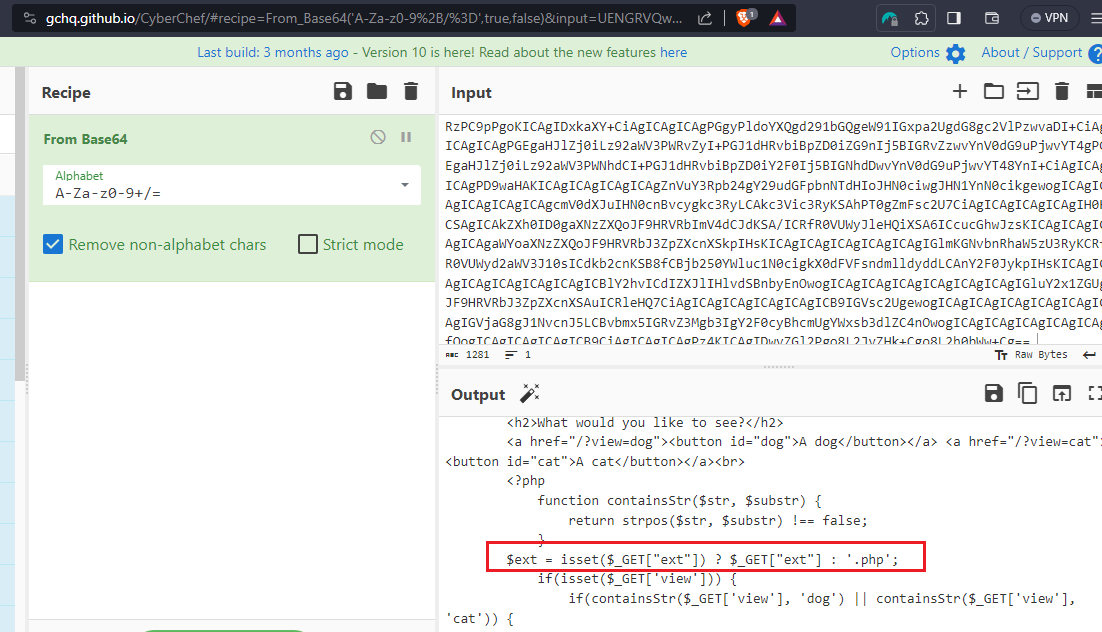 gchq.github.io/CyberChef/#recipe=From_Base64('A-Za-z0-9%2B/%3D',true,false)&input=UENGRVQw...
1
VPN
Last build: 3 months ago - Version 10 is here! Read about the new features here
Options
About / Support
Recipe
Input
From Base64
Alphabet
A-Za-z0-9+/=
Remove non-alphabet chars
Strict mode
RzPC9pPgoKICAgIDxkaXY+CiAgICAgICAgPGgyPldoYXQgd291bGQgeW91IGxpa2UgdG8gc2VlPzwvaDI+CiAg
ICAgICAgPGEgaHJlZj0iLz92aWV3PWRvZyI+PGJ1dHRvbiBpZD0iZG9nIj5BIGRvZzwvYnV0dG9uPjwvYT4gPG
EgaHJlZj0iLz92aWV3PWNhdCI+PGJ1dHRvbiBpZD0iY2F0Ij5BIGNhdDwvYnV0dG9uPjwvYT48YnI+CiAgICAg
ICAgPD9waHAKICAgICAgICAgICAgZnVuY3Rpb24gY29udGFpbnNTdHIoJHN0ciwgJHN1YnN0cikgewogICAgIC
AgICAgICAgICAgcmV0dXJuIHN0cnBvcygkc3RyLCAkc3Vic3RyKSAhPT0gZmFsc2U7CiAgICAgICAgICAgIH0K
CSAgICAkZXh0ID0gaXNzZXQoJF9HRVRbImV4dCJdKSA/ICRfR0VUWyJleHQiXSA6ICcucGhwJzsKICAgICAgIC
AgICAgaWYoaXNzZXQoJF9HRVRbJ3ZpZXcnXSkpIHsKICAgICAgICAgICAgICAgIGlmKGNvbnRhaW5zU3RyKCRf
R0VUWyd2aWV3J10sICdkb2cnKSB8fCBjb250YWluc1N0cigkX0dFVFsndmlldyddLCAnY2F0JykpIHsKICAgIC
AgICAgICAgICAgICAgICBlY2hvICdIZXJlIHlvdSBnbyEnOwogICAgICAgICAgICAgICAgICAgIGluY2x1ZGUg
JF9HRVRbJ3ZpZXcnXSAuICRleHQ7CiAgICAgICAgICAgICAgICB9IGVsc2UgewogICAgICAgICAgICAgICAgIC
AgIGVjaG8gJ1NvcnJ5LCBvbmx5IGRvZ3Mgb3IgY2F0cyBhcmUgYWxsb3dlZC4nOwogICAgICAgICAgICAgICAg
fQogICAgICAgICAgICB9CiAgICAgICAgPz4KICAgIDwvZGl2Pgo8L2JvZHk+Cgo8L2h0bWw+Cg==
1281
1
Raw Bytes
Output
<h2>What would you like to see?</h2>
<a href="/?view=dog"><button id="dog">A dog</button></a> <a href="/?view=cat">
<button id="cat">A cat</button></a><br>
<?php
function containsStr($str, $substr) {
return strpos($str, $substr) !== false;
}
$ext = isset($_GET["ext"]) ? $_GET["ext"] : '.php';
if(isset($_GET['view'])) {
if(containsStr($_GET['view'], 'dog') || containsStr($_GET['view'],
'cat')) {